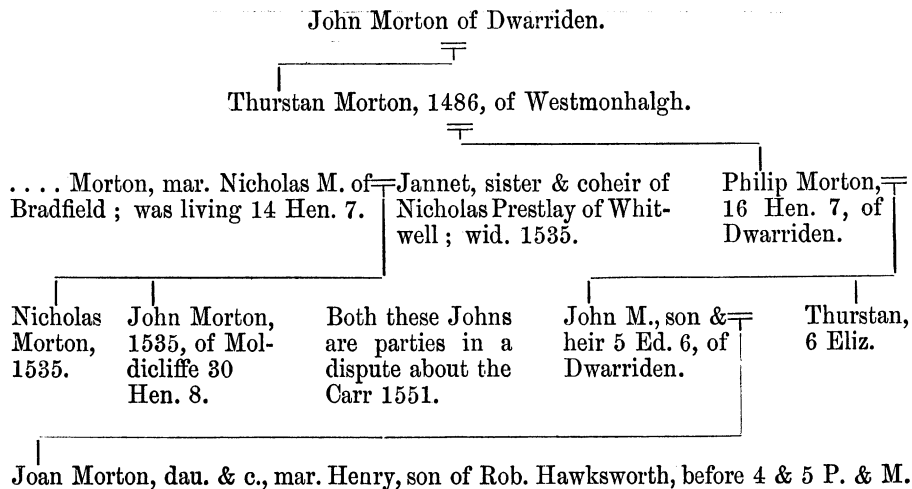 John Morton of Dwarriden.
Thurstan Morton, 1486, of Westmonhalgh.
.... Morton, mar. Nicholas M. of
Bradfield ; was living 14 Hen. 7.
Jannet, sister & coheir of
Nicholas Prestlay of Whit-
well ; wid. 1535.
Philip Morton,
16 Hen. 7, of
Dwarriden.
Nicholas
Morton,
1535.
John Morton,
1535, of Mol-
dicliffe 30
Hen. 8.
Both these Johns
are parties in a
dispute about the
Carr 1551.
John M., son &
heir 5 Ed. 6, of
Dwarriden.
Thurstan,
6 Eliz.
Joan Morton, dau. & c., mar. Henry, son of Rob. Hawksworth, before 4 & 5 P. & M.